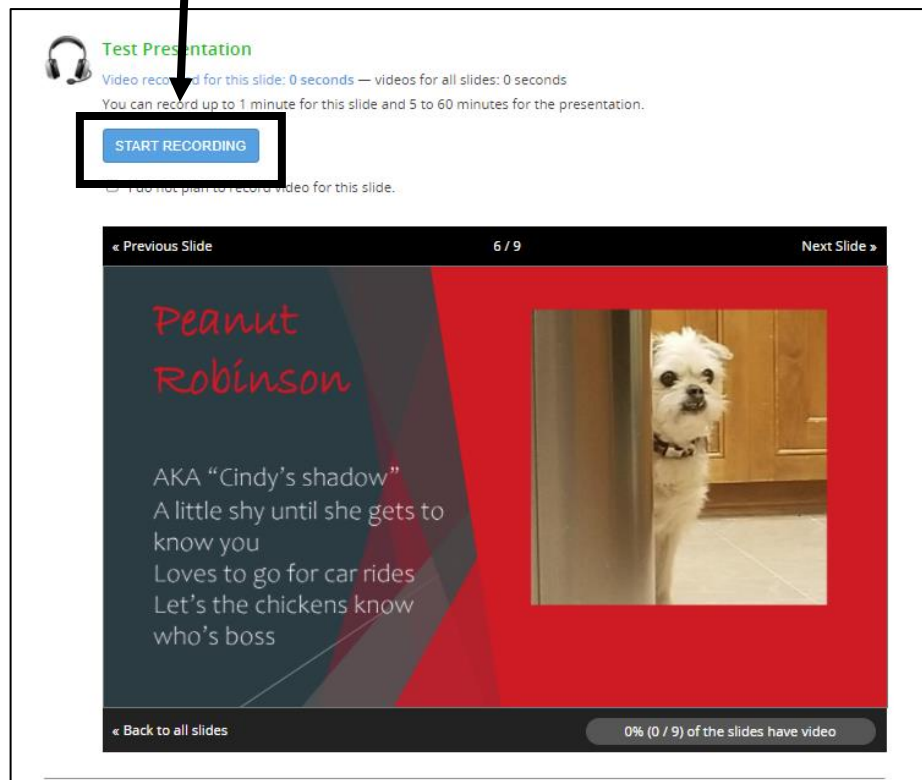 Test Presentation
Video recorded for this slide: 0 seconds — videos for all slides: 0 seconds
You can record up to 1 minute for this slide and 5 to 60 minutes for the presentation.
START RECORDING
I do not plan to record video for this slide.
« Previous Slide 6 / 9 Next Slide »
Peanut
Robinson
AKA “Cindy’s shadow”
A little shy until she gets to
know you
Loves to go for car rides
Let’s the chickens know
who’s boss
« Back to all slides 0% (0 / 9) of the slides have video